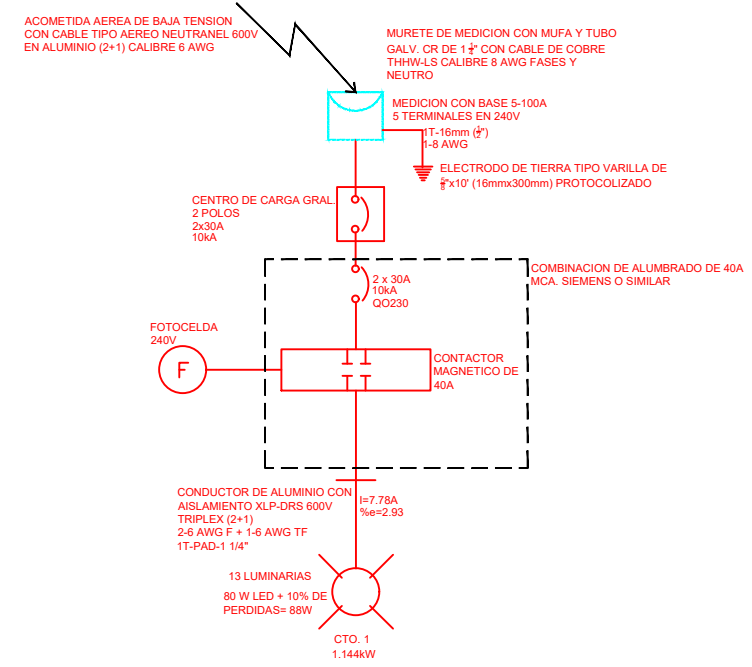 ACOMETIDA AEREA DE BAJA TENSION
CON CABLE TIPO AEREO NEUTRANEL 600V
EN ALUMINIO (2+1) CALIBRE 6 AWG
MURETE DE MEDICION CON MUFA Y TUBO
GALV. CR DE 1 1/2" CON CABLE DE COBRE
THHW-LS CALIBRE 8 AWG FASES Y
NEUTRO
MEDICION CON BASE 5-100A
5 TERMINALES EN 240V
1T-16mm (1/2")
1-8 AWG
ELECTRODO DE TIERRA TIPO VARILLA DE
5/8"x10' (16mmx300mm) PROTOCOLIZADO
CENTRO DE CARGA GRAL.
2 POLOS
2x30A
10kA
COMBINACION DE ALUMBRADO DE 40A
MCA. SIEMENS O SIMILAR
2 x 30A
10kA
QO230
FOTOCELDA
240V
F
CONTACTOR
MAGNETICO DE
40A
CONDUCTOR DE ALUMINIO CON
AISLAMIENTO XLP-DRS 600V
TRIPLEX (2+1)
2-6 AWG F + 1-6 AWG TF
1T-PAD-1 1/4"
I=7.78A
%e=2.93
13 LUMINARIAS
80 W LED + 10% DE
PERDIDAS= 88W
CTO. 1
1.144kW